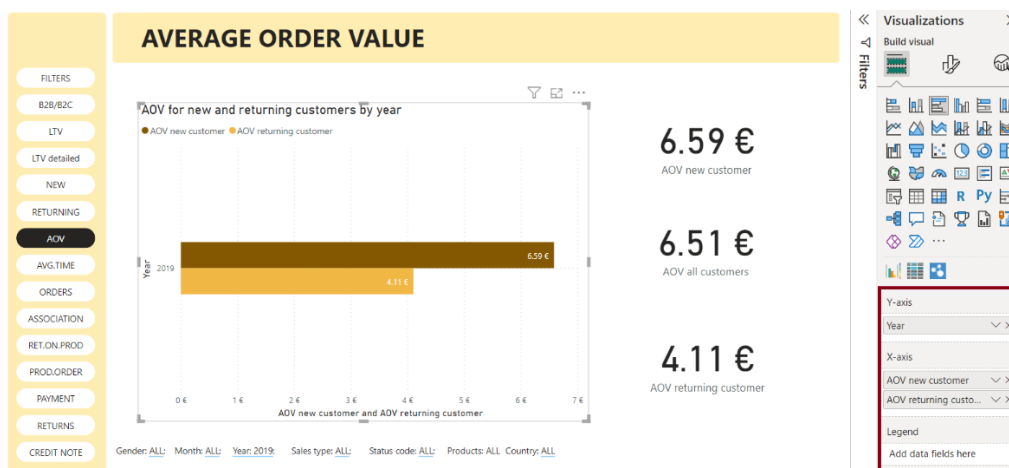 AVERAGE ORDER VALUE
FILTERS
B2B/B2C
LTV
LTV detailed
NEW
RETURNING
AOV
AVG.TIME
ORDERS
ASSOCIATION
RET.ON.PROD
PROD.ORDER
PAYMENT
RETURNS
CREDIT NOTE
AOV for new and returning customers by year
AOV new customer AOV returning customer
Year
2019
6.59 €
4.11 €
0 € 1 € 2 € 3 € 4 € 5 € 6 € 7 €
AOV new customer and AOV returning customer
6.59 €
AOV new customer
6.51 €
AOV all customers
4.11 €
AOV returning customer
Gender: ALL: Month: ALL: Year: 2019: Sales type: ALL: Status code: ALL: Products: ALL Country: ALL
Filters
Visualizations
Build visual
123
R Py
Y-axis
Year
X-axis
AOV new customer
AOV returning custo...
Legend
Add data fields here